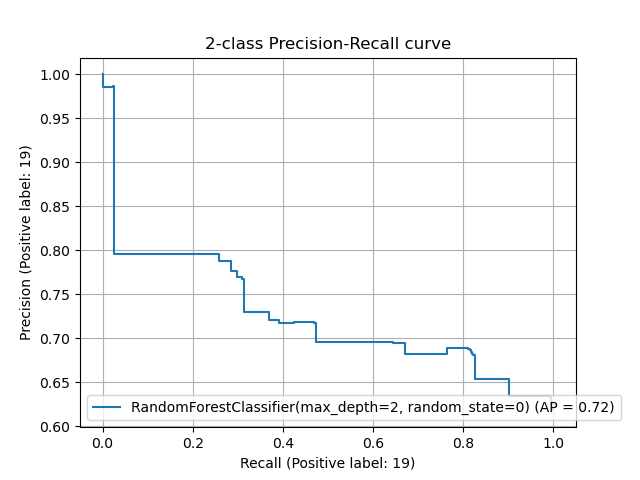 2-class Precision-Recall curve
Precision (Positive label: 19)
1.00
0.95
0.90
0.85
0.80
0.75
0.70
0.65
0.60
RandomForestClassifier(max_depth=2, random_state=0) (AP = 0.72)
0.0 0.2 0.4 0.6 0.8 1.0
Recall (Positive label: 19)